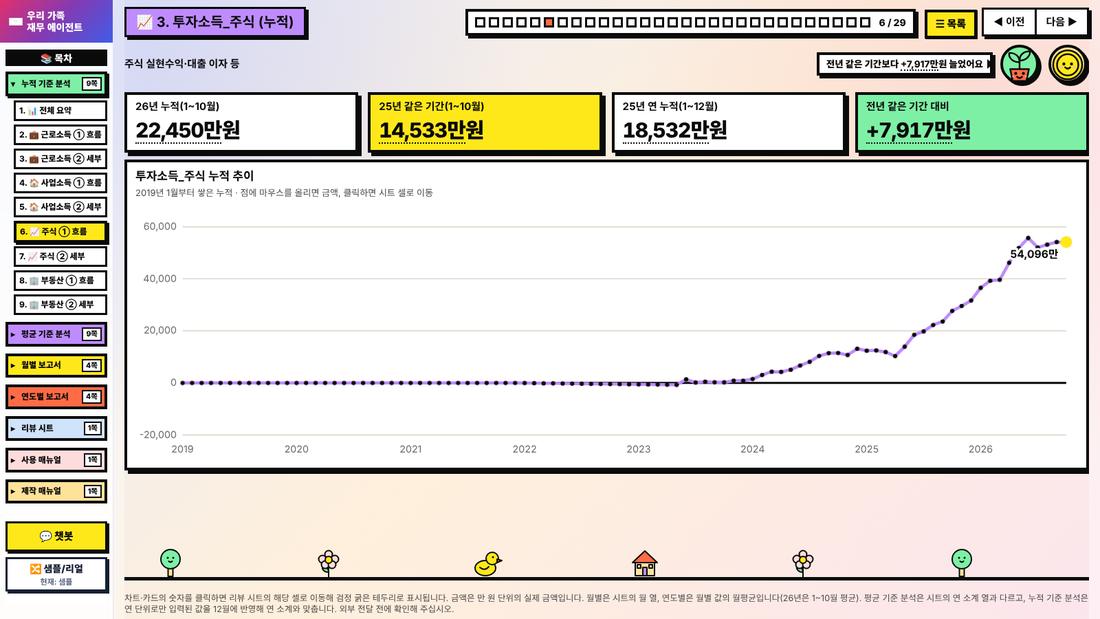 우리 가족
재무 에이전트
📚 목차
▼ 누적 기준 분석 9쪽
1. 📊 전체 요약
2. 💼 근로소득 ① 흐름
3. 💼 근로소득 ② 세부
4. 🏠 사업소득 ① 흐름
5. 🏠 사업소득 ② 세부
6. 📈 주식 ① 흐름
7. 📈 주식 ② 세부
8. 🏢 부동산 ① 흐름
9. 🏢 부동산 ② 세부
▶ 평균 기준 분석 9쪽
▶ 월별 보고서 4쪽
▶ 연도별 보고서 4쪽
▶ 리뷰 시트 1쪽
▶ 사용 매뉴얼 1쪽
▶ 제작 매뉴얼 1쪽
💬 챗봇
🔀 샘플/리얼
현재: 샘플
📈 3. 투자소득_주식 (누적)
6 / 29
☰ 목록
◀ 이전
다음 ▶
주식 실현수익·대출 이자 등
전년 같은 기간보다 +7,917만원 늘었어요
26년 누적(1~10월)
22,450만원
25년 같은 기간(1~10월)
14,533만원
25년 연 누적(1~12월)
18,532만원
전년 같은 기간 대비
+7,917만원
투자소득_주식 누적 추이
2019년 1월부터 쌓은 누적 · 점에 마우스를 올리면 금액, 클릭하면 시트 셀로 이동
60,000
40,000
20,000
0
-20,000
54,096만
2019 2020 2021 2022 2023 2024 2025 2026
차트·카드의 숫자를 클릭하면 리뷰 시트의 해당 셀로 이동해 검정 굵은 테두리로 표시됩니다. 금액은 만 원 단위의 실제 금액입니다. 월별은 시트의 월 열, 연도별은 월별 값의 월평균입니다(26년은 1~10월 평균). 평균 기준 분석은 시트의 연 소계 열과 다르고, 누적 기준 분석은
연 단위로만 입력된 값을 12월에 반영해 연 소계와 맞춥니다. 외부 전달 전에 확인해 주십시오.